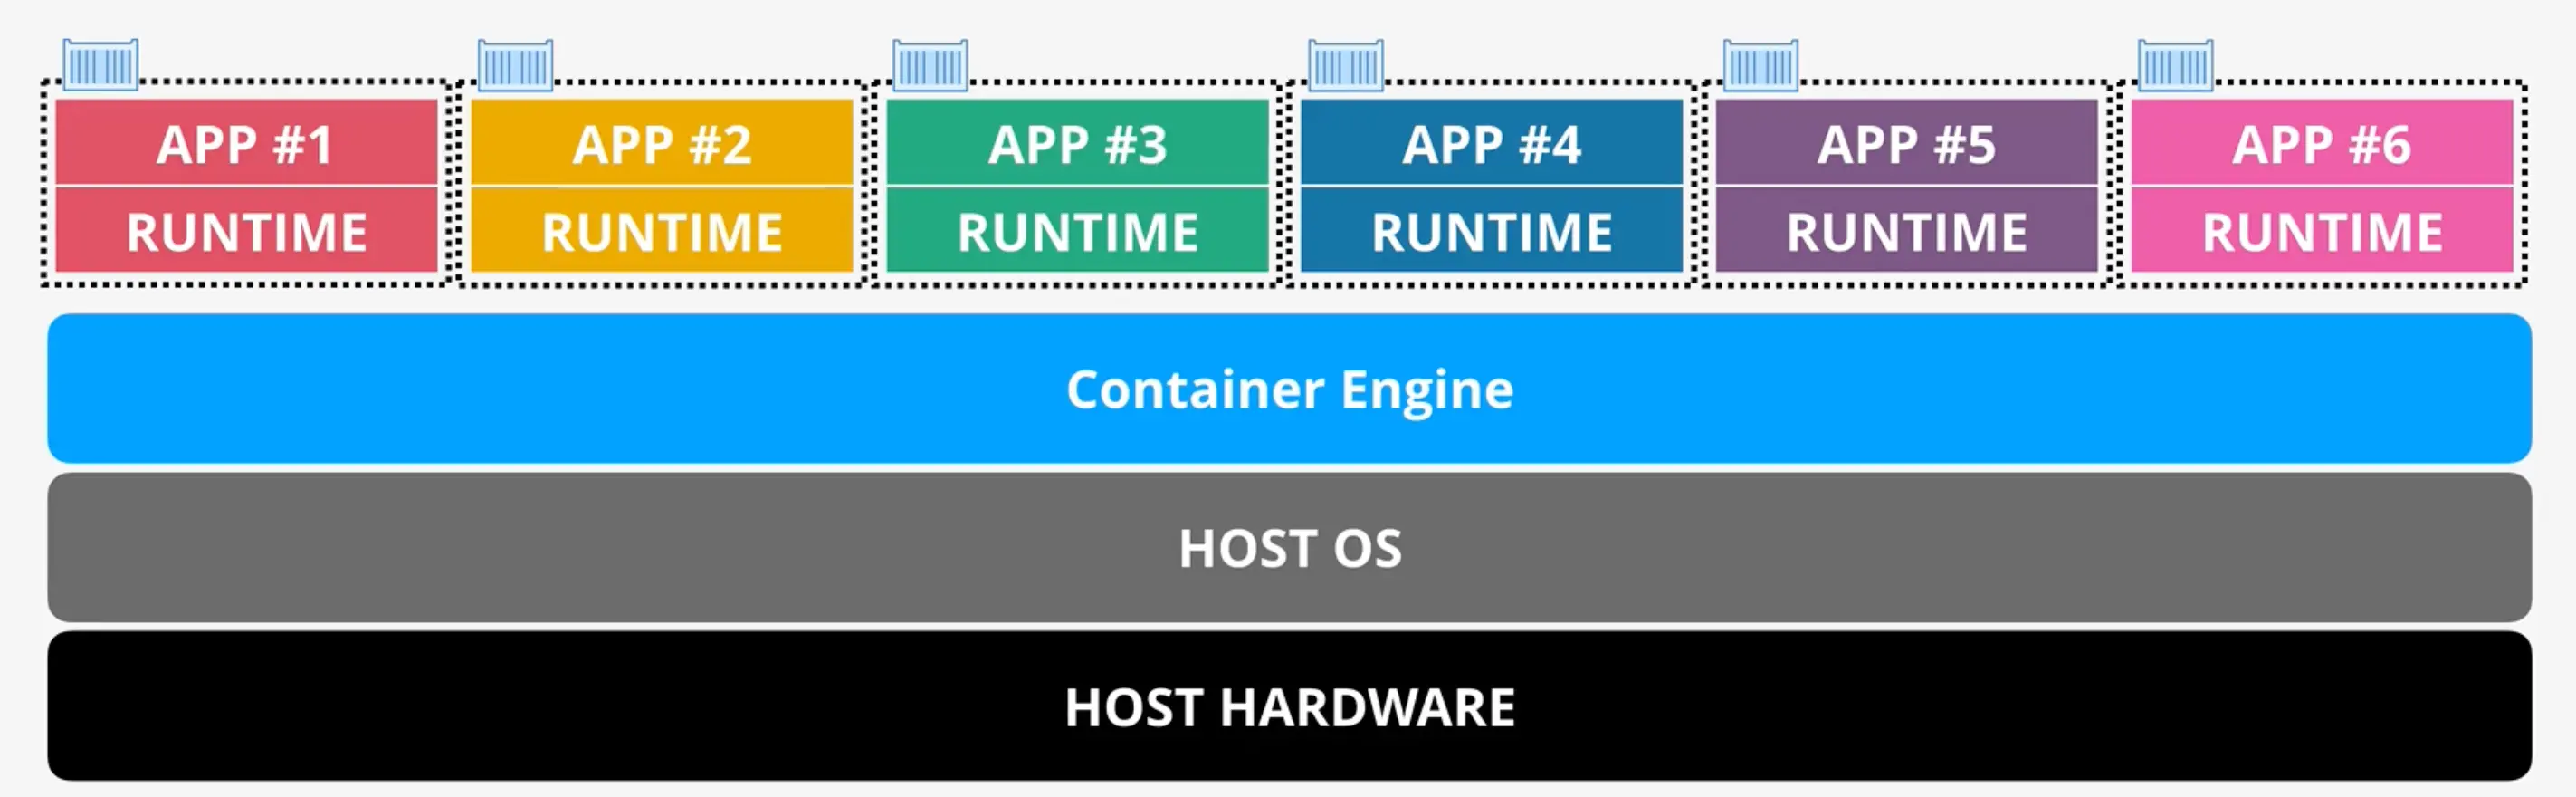 APP #1
RUNTIME
APP #2
RUNTIME
APP #3
RUNTIME
APP #4
RUNTIME
APP #5
RUNTIME
APP #6
RUNTIME
Container Engine
HOST OS
HOST HARDWARE